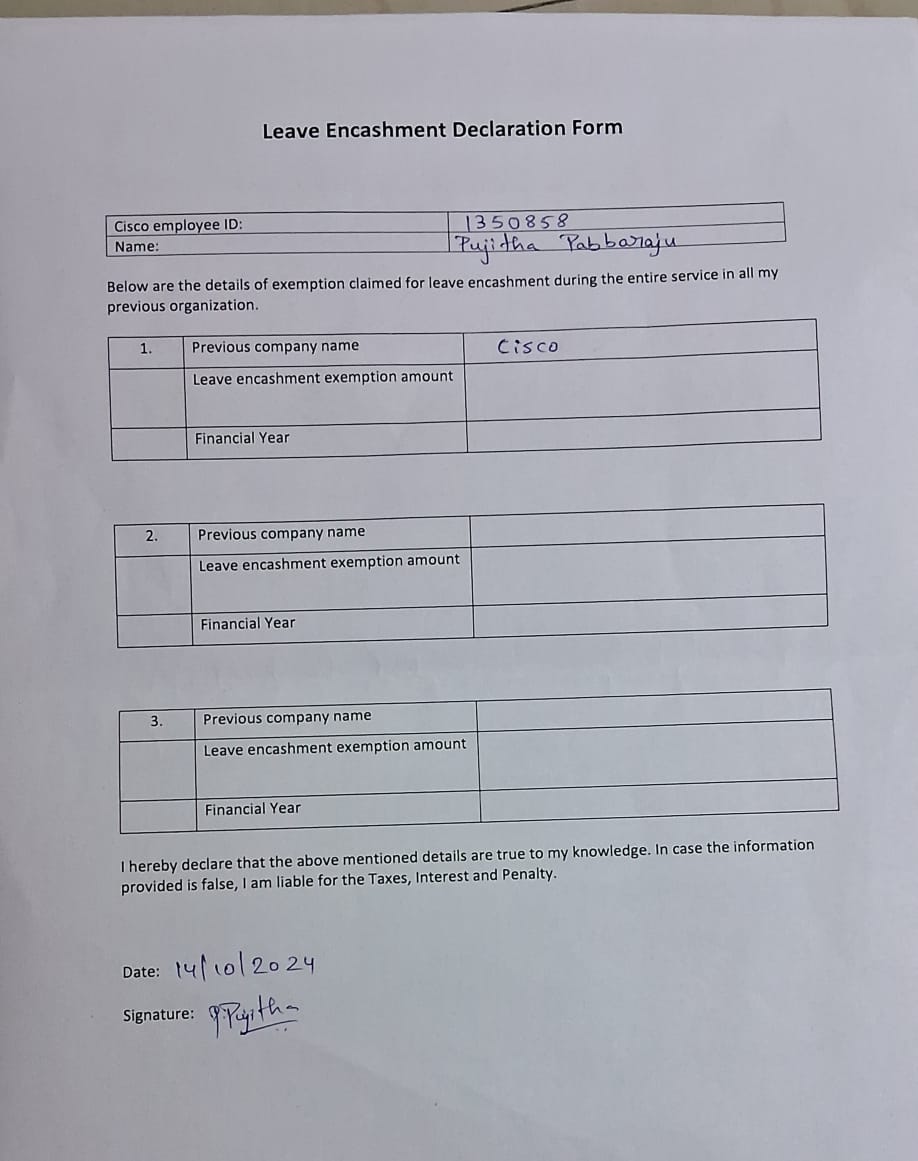 Leave Encashment Declaration Form
Cisco employee ID: 1350858
Name: Pujitha Pabbaraju
Below are the details of exemption claimed for leave encashment during the entire service in all my
previous organization.
1. Previous company name Cisco
Leave encashment exemption amount
Financial Year
2. Previous company name
Leave encashment exemption amount
Financial Year
3. Previous company name
Leave encashment exemption amount
Financial Year
I hereby declare that the above mentioned details are true to my knowledge. In case the information
provided is false, I am liable for the Taxes, Interest and Penalty.
Date: 14/10/2024
Signature: P.Pujitha